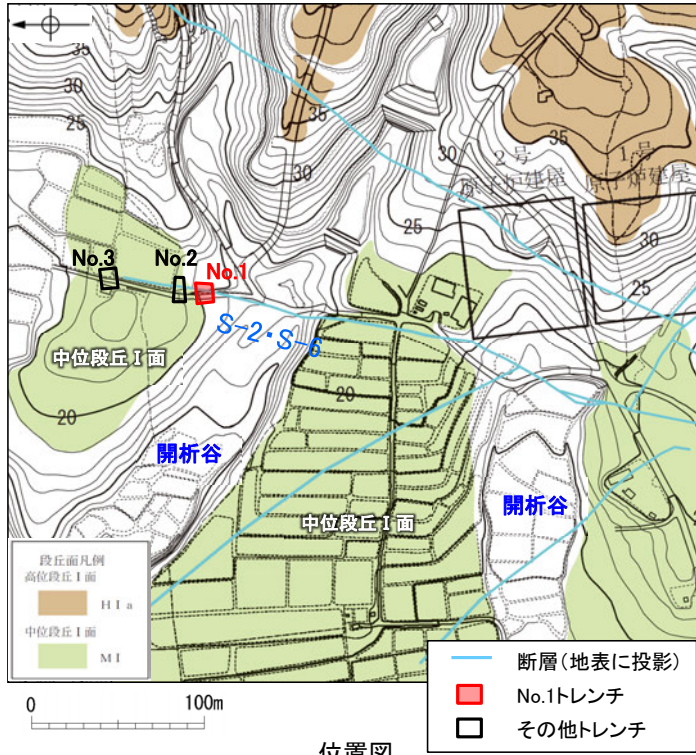 35
30
25
35
30
30
35
25
2号
原子炉建屋
1号
原子炉建屋
35
30
25
No.3
No.2
No.1
S-2・S-6
中位段丘Ⅰ面
20
開析谷
20
中位段丘Ⅰ面
開析谷
段丘面凡例
高位段丘Ⅰ面
HⅠa
中位段丘Ⅰ面
MⅠ
断層(地表に投影)
No.1トレンチ
その他トレンチ
0 100m
位置図